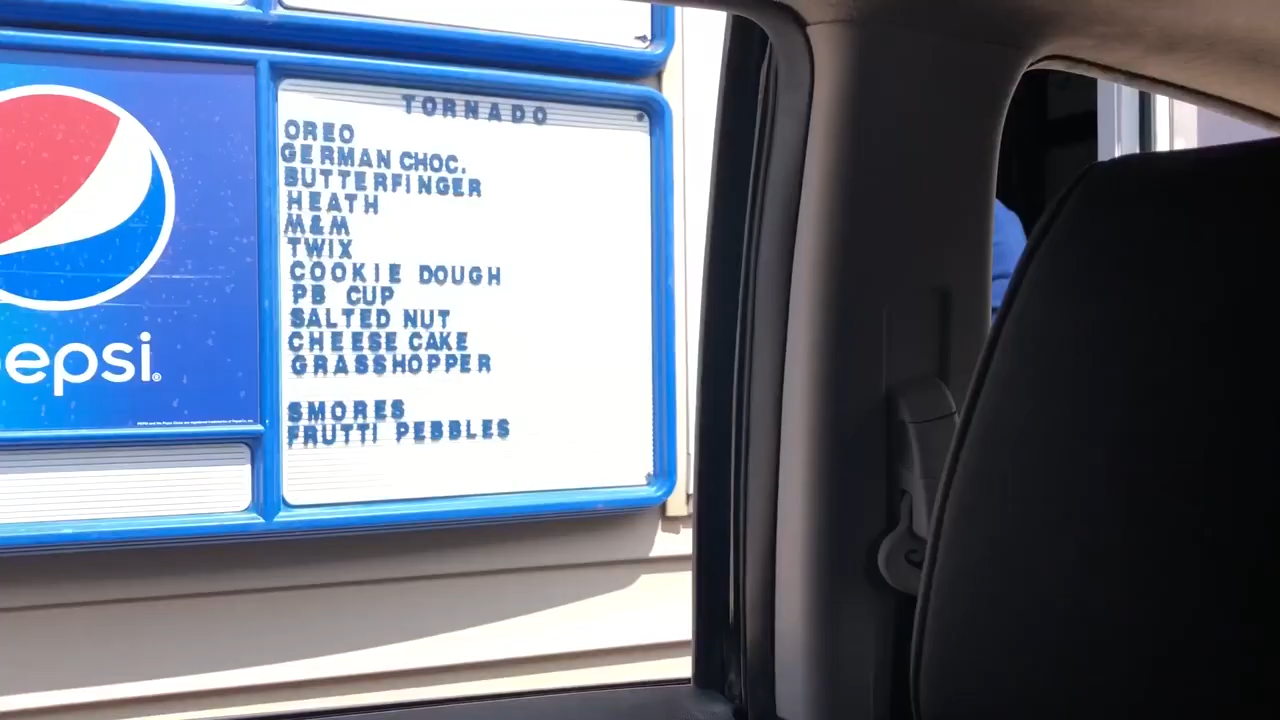 TORNADO
OREO
GERMAN CHOC.
BUTTERFINGER
HEATH
M&M
TWIX
COOKIE DOUGH
PB CUP
SALTED NUT
CHEESE CAKE
GRASSHOPPER
SMORES
FRUTTI PEBBLES
epsi.